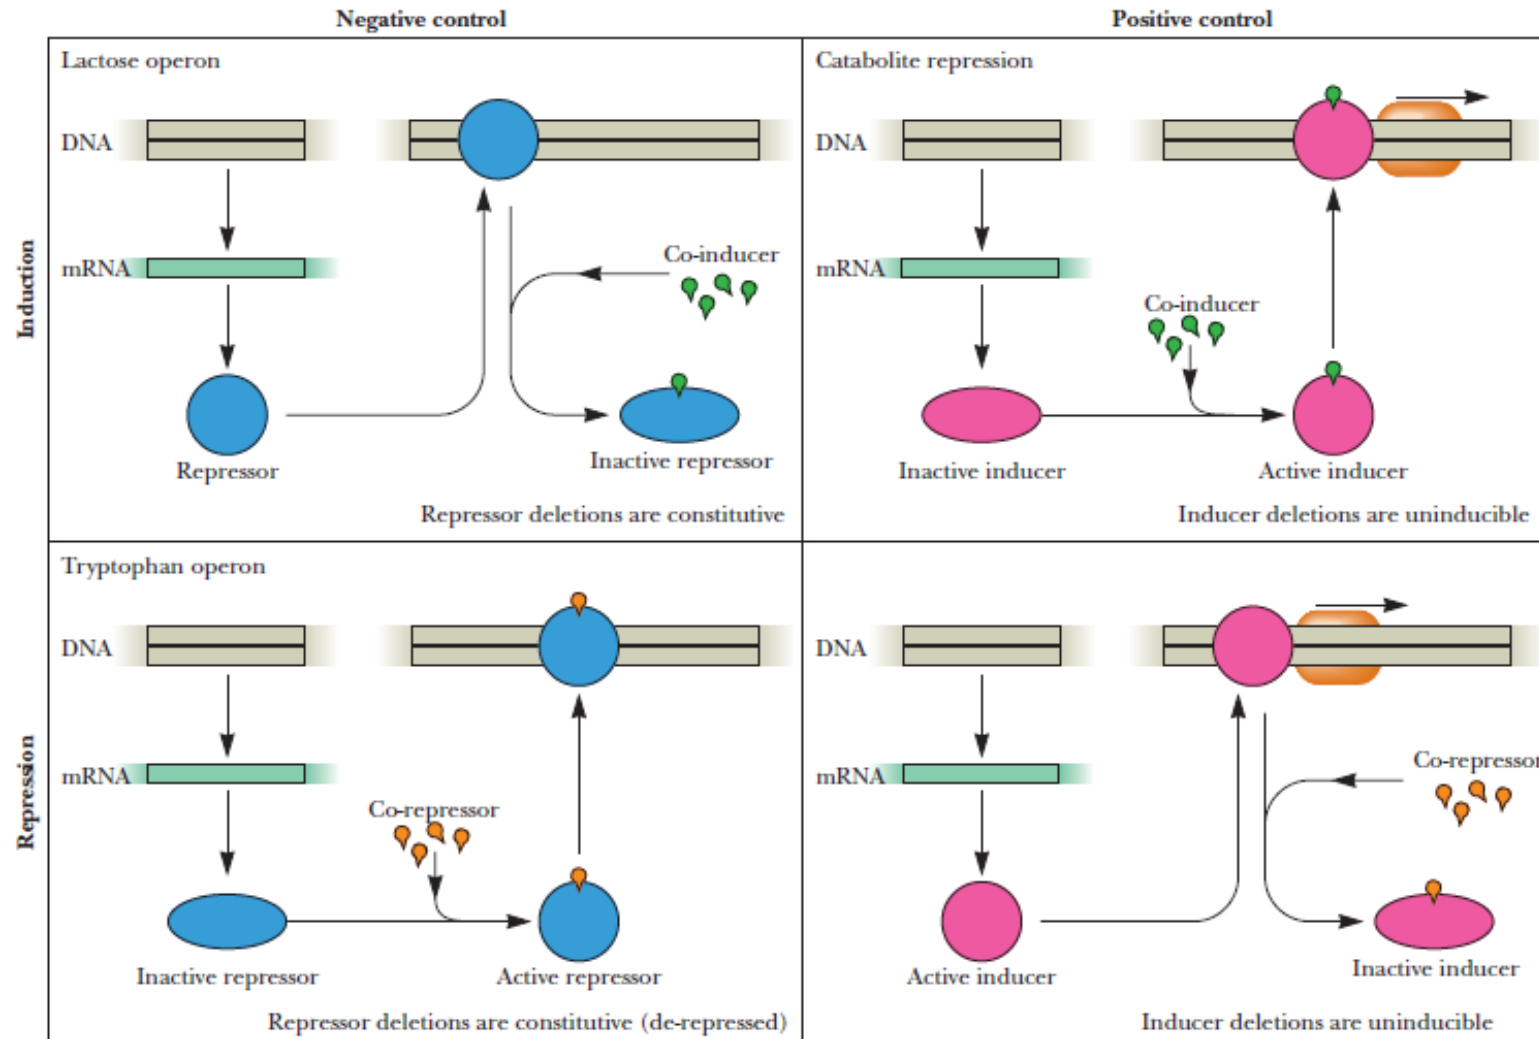 Negative control
Positive control
Induction
Lactose operon
DNA
mRNA
Co-inducer
Repressor
Inactive repressor
Repressor deletions are constitutive
Catabolite repression
DNA
mRNA
Co-inducer
Inactive inducer
Active inducer
Inducer deletions are uninducible
Repression
Tryptophan operon
DNA
mRNA
Co-repressor
Inactive repressor
Active repressor
Repressor deletions are constitutive (de-repressed)
DNA
mRNA
Co-repressor
Active inducer
Inactive inducer
Inducer deletions are uninducible